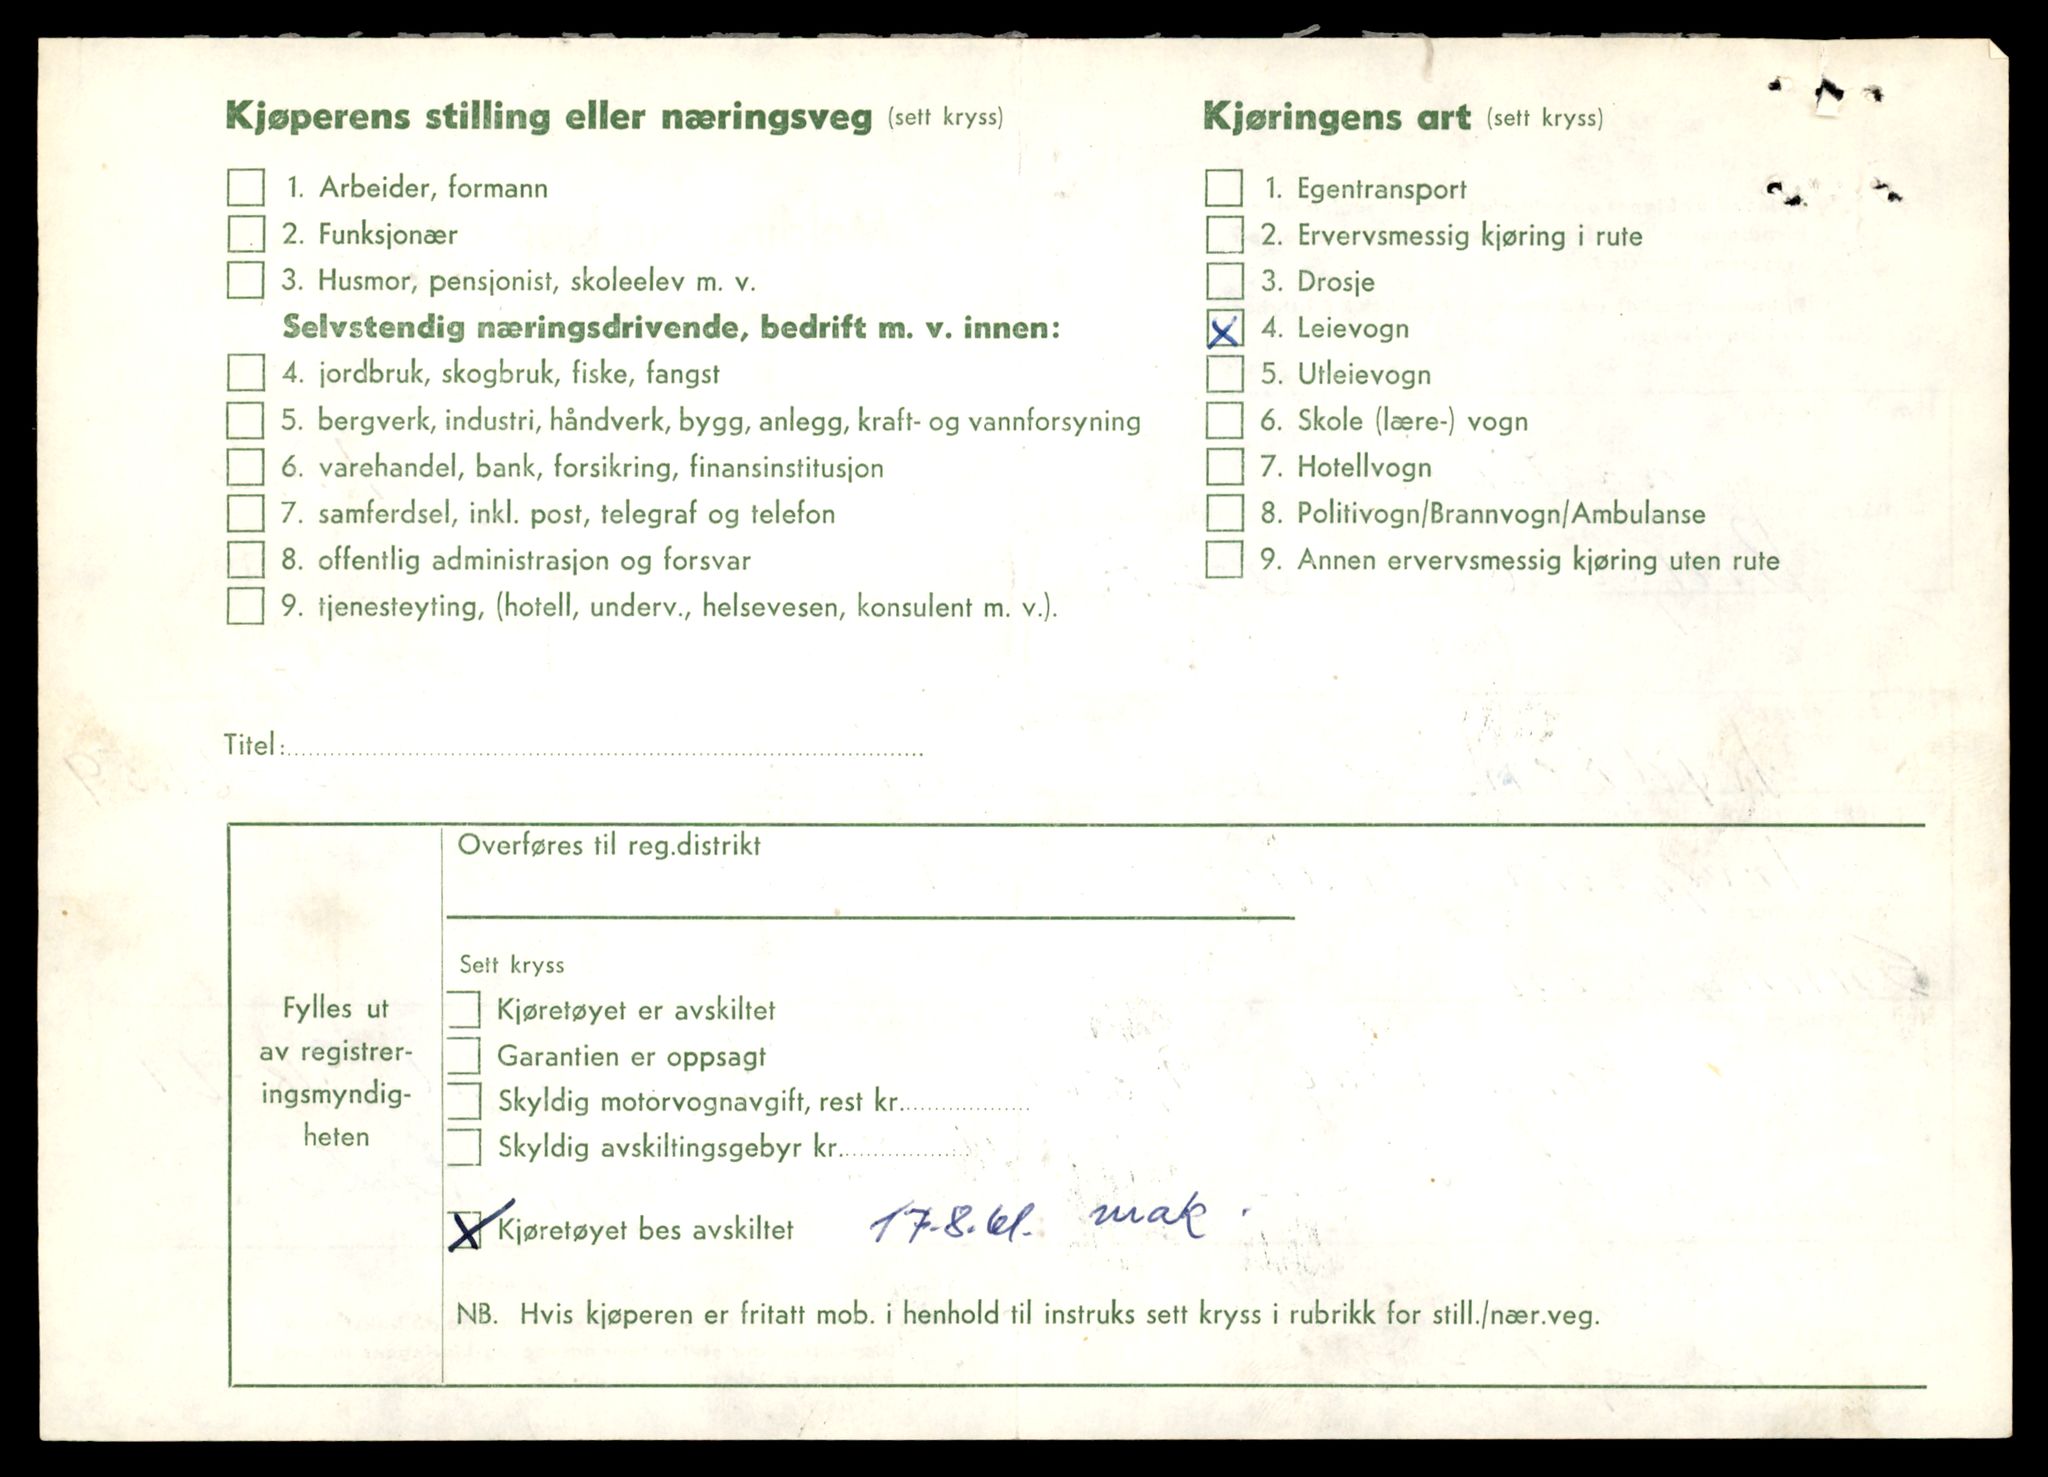 Kjøperens stilling eller næringsveg (sett kryss)
1. Arbeider, formann
2. Funksjonær
3. Husmor, pensjonist, skoleelev m. v.
Selvstendig næringsdrivende, bedrift m. v. innen:
4. jordbruk, skogbruk, fiske, fangst
5. bergverk, industri, håndverk, bygg, anlegg, kraft- og vannforsyning
6. varehandel, bank, forsikring, finansinstitusjon
7. samferdsel, inkl. post, telegraf og telefon
8. offentlig administrasjon og forsvar
9. tjenesteyting, (hotell, underv., helsevesen, konsulent m. v.).
Kjøringens art (sett kryss)
1. Egentransport
2. Ervervsmessig kjøring i rute
3. Drosje
X 4. Leievogn
5. Utleievogn
6. Skole (lære-) vogn
7. Hotellvogn
8. Politivogn/Brannvogn/Ambulanse
9. Annen ervervsmessig kjøring uten rute
Titel:
Fylles ut
av registrer-
ingsmyndig-
heten
Overføres til reg.distrikt
Sett kryss
Kjøretøyet er avskiltet
Garantien er oppsagt
Skyldig motorvognavgift, rest kr.
Skyldig avskiltingsgebyr kr.
X Kjøretøyet bes avskiltet 17.8.61. mak.
NB. Hvis kjøperen er fritatt mob. i henhold til instruks sett kryss i rubrikk for still./nær.veg.